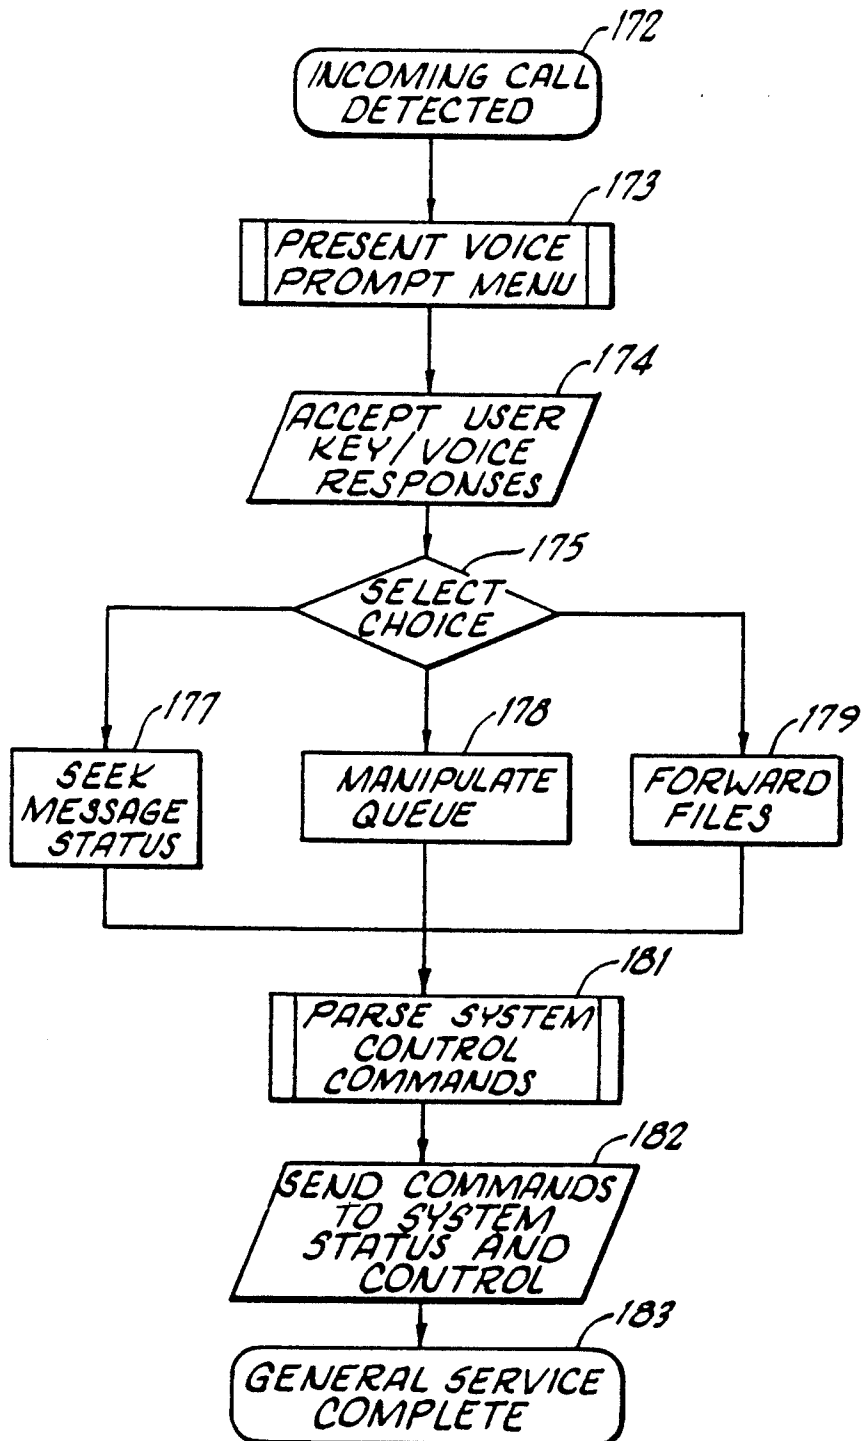 172
INCOMING CALL
DETECTED
173
PRESENT VOICE
PROMPT MENU
174
ACCEPT USER
KEY/VOICE
RESPONSES
175
SELECT
CHOICE
177
SEEK
MESSAGE
STATUS
178
MANIPULATE
QUEUE
179
FORWARD
FILES
181
PARSE SYSTEM
CONTROL
COMMANDS
182
SEND COMMANDS
TO SYSTEM
STATUS AND
CONTROL
183
GENERAL SERVICE
COMPLETE